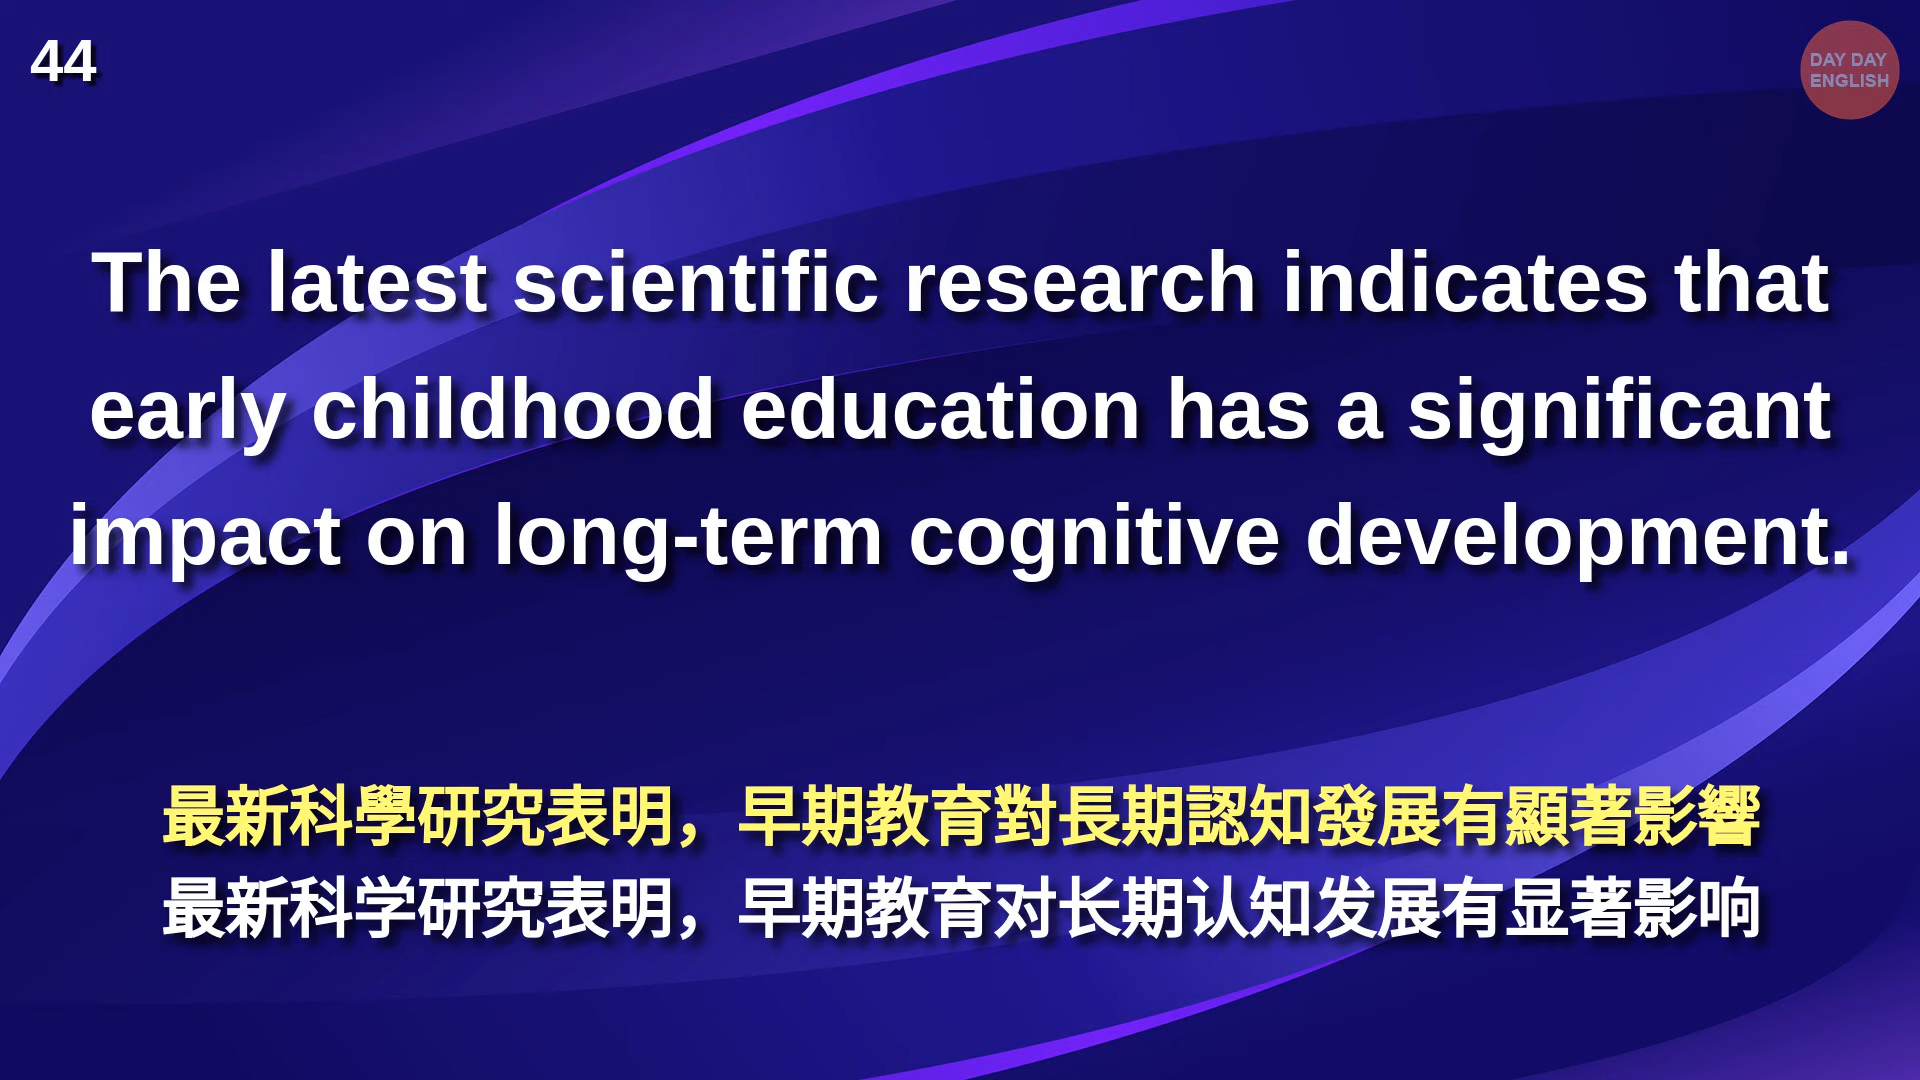 44
DAY DAY
ENGLISH
The latest scientific research indicates that
early childhood education has a significant
impact on long-term cognitive development.
最新科學研究表明，早期教育對長期認知發展有顯著影響
最新科学研究表明，早期教育对长期认知发展有显著影响